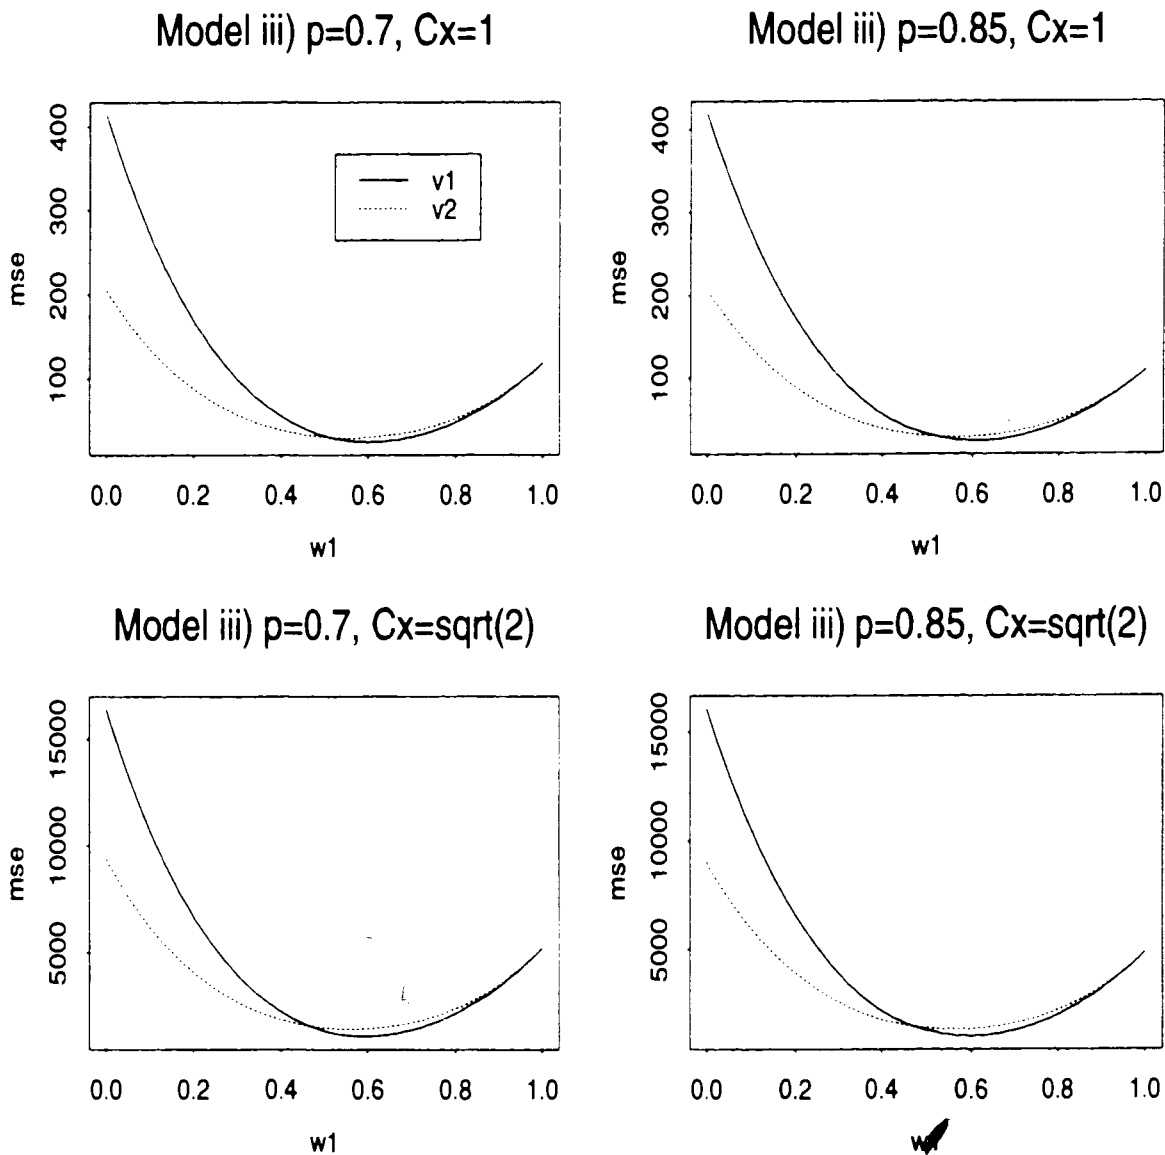 Model iii) p=0.7, Cx=1
Model iii) p=0.85, Cx=1
400
300
200
100
mse
v1
v2
0.0 0.2 0.4 0.6 0.8 1.0
w1
400
300
200
100
mse
0.0 0.2 0.4 0.6 0.8 1.0
w1
Model iii) p=0.7, Cx=sqrt(2)
Model iii) p=0.85, Cx=sqrt(2)
15000
10000
5000
mse
0.0 0.2 0.4 0.6 0.8 1.0
w1
15000
10000
5000
mse
0.0 0.2 0.4 0.6 0.8 1.0